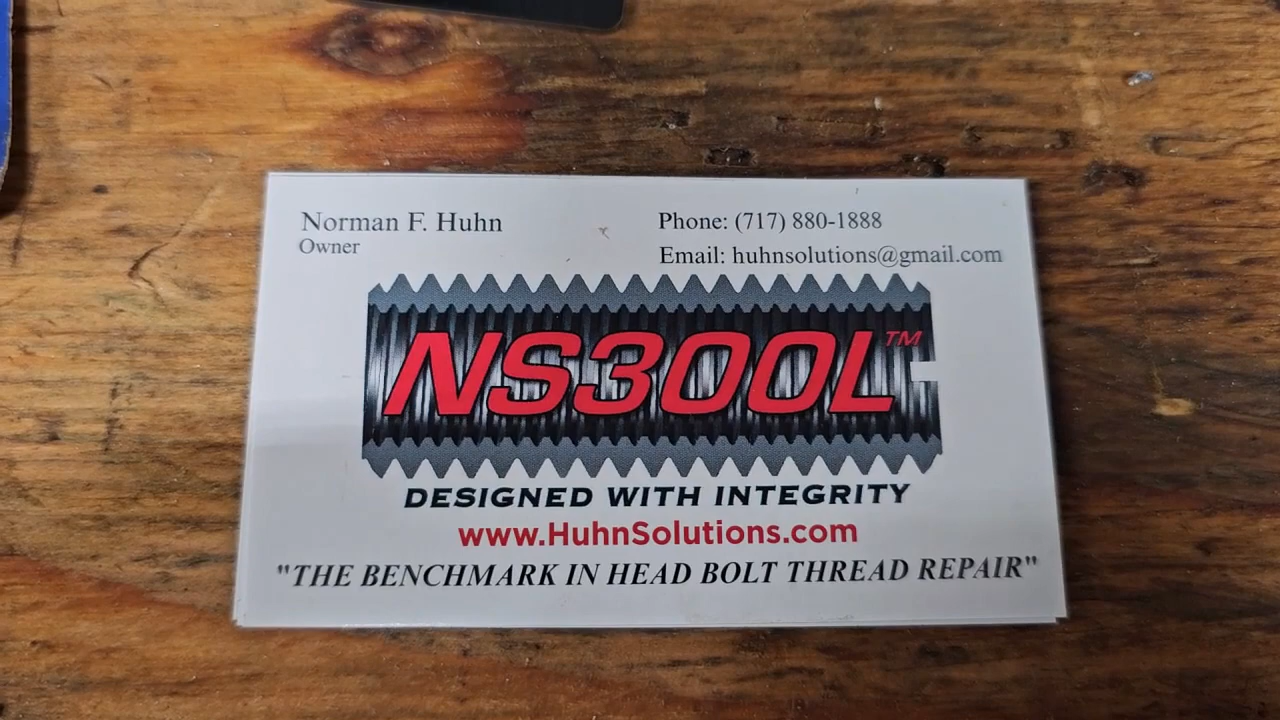 Norman F. Huhn
Owner
Phone: (717) 880-1888
Email: huhnsolutions@gmail.com
NS300L™
DESIGNED WITH INTEGRITY
www.HuhnSolutions.com
"THE BENCHMARK IN HEAD BOLT THREAD REPAIR"